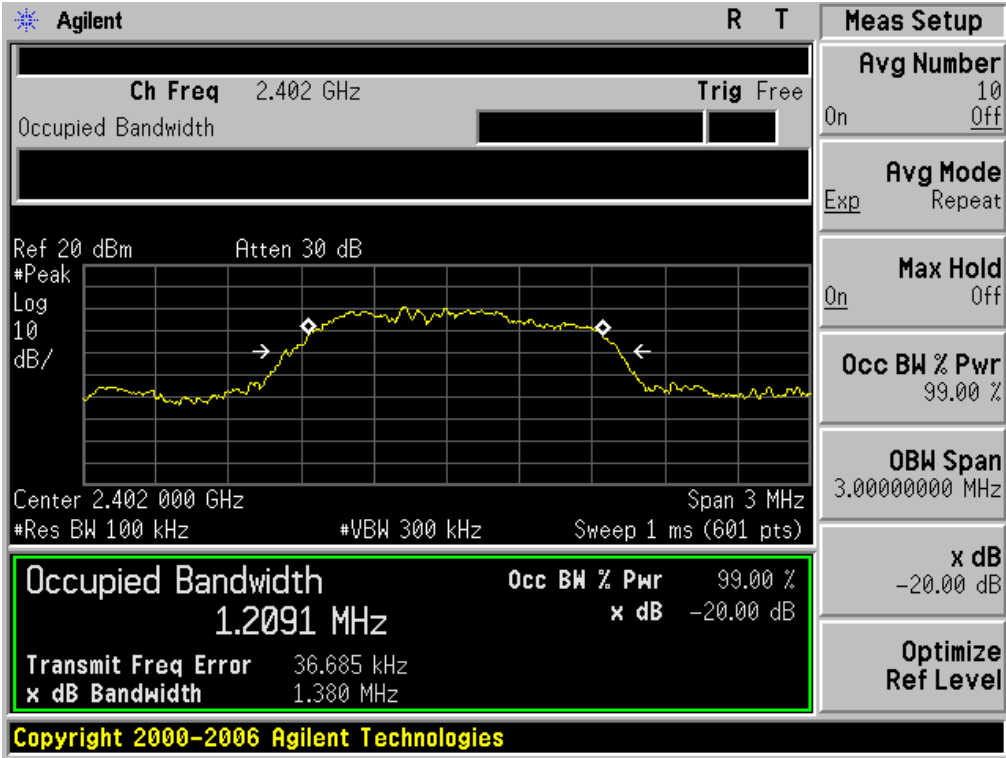 Agilent R T
Ch Freq 2.402 GHz Trig Free
Occupied Bandwidth
Ref 20 dBm Atten 30 dB
#Peak
Log
10
dB/
Center 2.402 000 GHz Span 3 MHz
#Res BW 100 kHz #VBW 300 kHz Sweep 1 ms (601 pts)
Occupied Bandwidth Occ BW % Pwr 99.00 %
1.2091 MHz x dB -20.00 dB
Transmit Freq Error 36.685 kHz
x dB Bandwidth 1.380 MHz
Copyright 2000-2006 Agilent Technologies
Meas Setup
Avg Number
10
On Off
Avg Mode
Exp Repeat
Max Hold
On Off
Occ BW % Pwr
99.00 %
OBW Span
3.00000000 MHz
x dB
-20.00 dB
Optimize
Ref Level